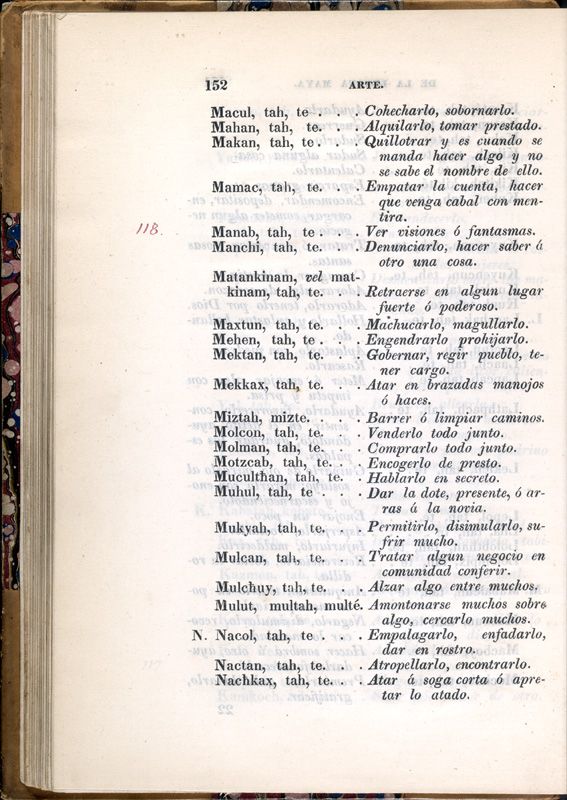 152 ARTE.
Macul, tah, te . . . Cohecharlo, sobornarlo.
Mahan, tah, te. . . Alquilarlo, tomar prestado.
Makan, tah, te . . . Quillotrar y es cuando se
manda hacer algo y no
se sabe el nombre de ello.
Mamac, tah, te. . . Empatar la cuenta, hacer
que venga cabal con men-
tira.
118.
Manab, tah, te . . . Ver visiones ó fantasmas.
Manchi, tah, te. . . Denunciarlo, hacer saber á
otro una cosa.
Matankinam, vel mat-
kinam, tah, te. . . Retraerse en algun lugar
fuerte ó poderoso.
Maxtun, tah, te. . . Machucarlo, magullarlo.
Mehen, tah, te . . . Engendrarlo prohijarlo.
Mektan, tah, te. . . Gobernar, regir pueblo, te-
ner cargo.
Mekkax, tah, te. . . Atar en brazadas manojos
ó haces.
Miztah, mizte. . . . Barrer ó limpiar caminos.
Molcon, tah, te. . . Venderlo todo junto.
Molman, tah, te. . . Comprarlo todo junto.
Motzcab, tah, te. . . Encogerlo de presto.
Muculthan, tah, te. . . Hablarlo en secreto.
Muhul, tah, te . . . Dar la dote, presente, ó ar-
ras á la novia.
Mukyah, tah, te. . . Permitirlo, disimularlo, su-
frir mucho.
Mulcan, tah, te. . . Tratar algun negocio en
comunidad conferir.
Mulchuy, tah, te. . . Alzar algo entre muchos.
Mulut, multah, multé. Amontonarse muchos sobre
algo, cercarlo muchos.
N. Nacol, tah, te . . . Empalagarlo, enfadarlo,
dar en rostro.
Nactan, tah, te. . . Atropellarlo, encontrarlo.
Nachkax, tah, te. . . Atar á soga corta ó apre-
tar lo atado.